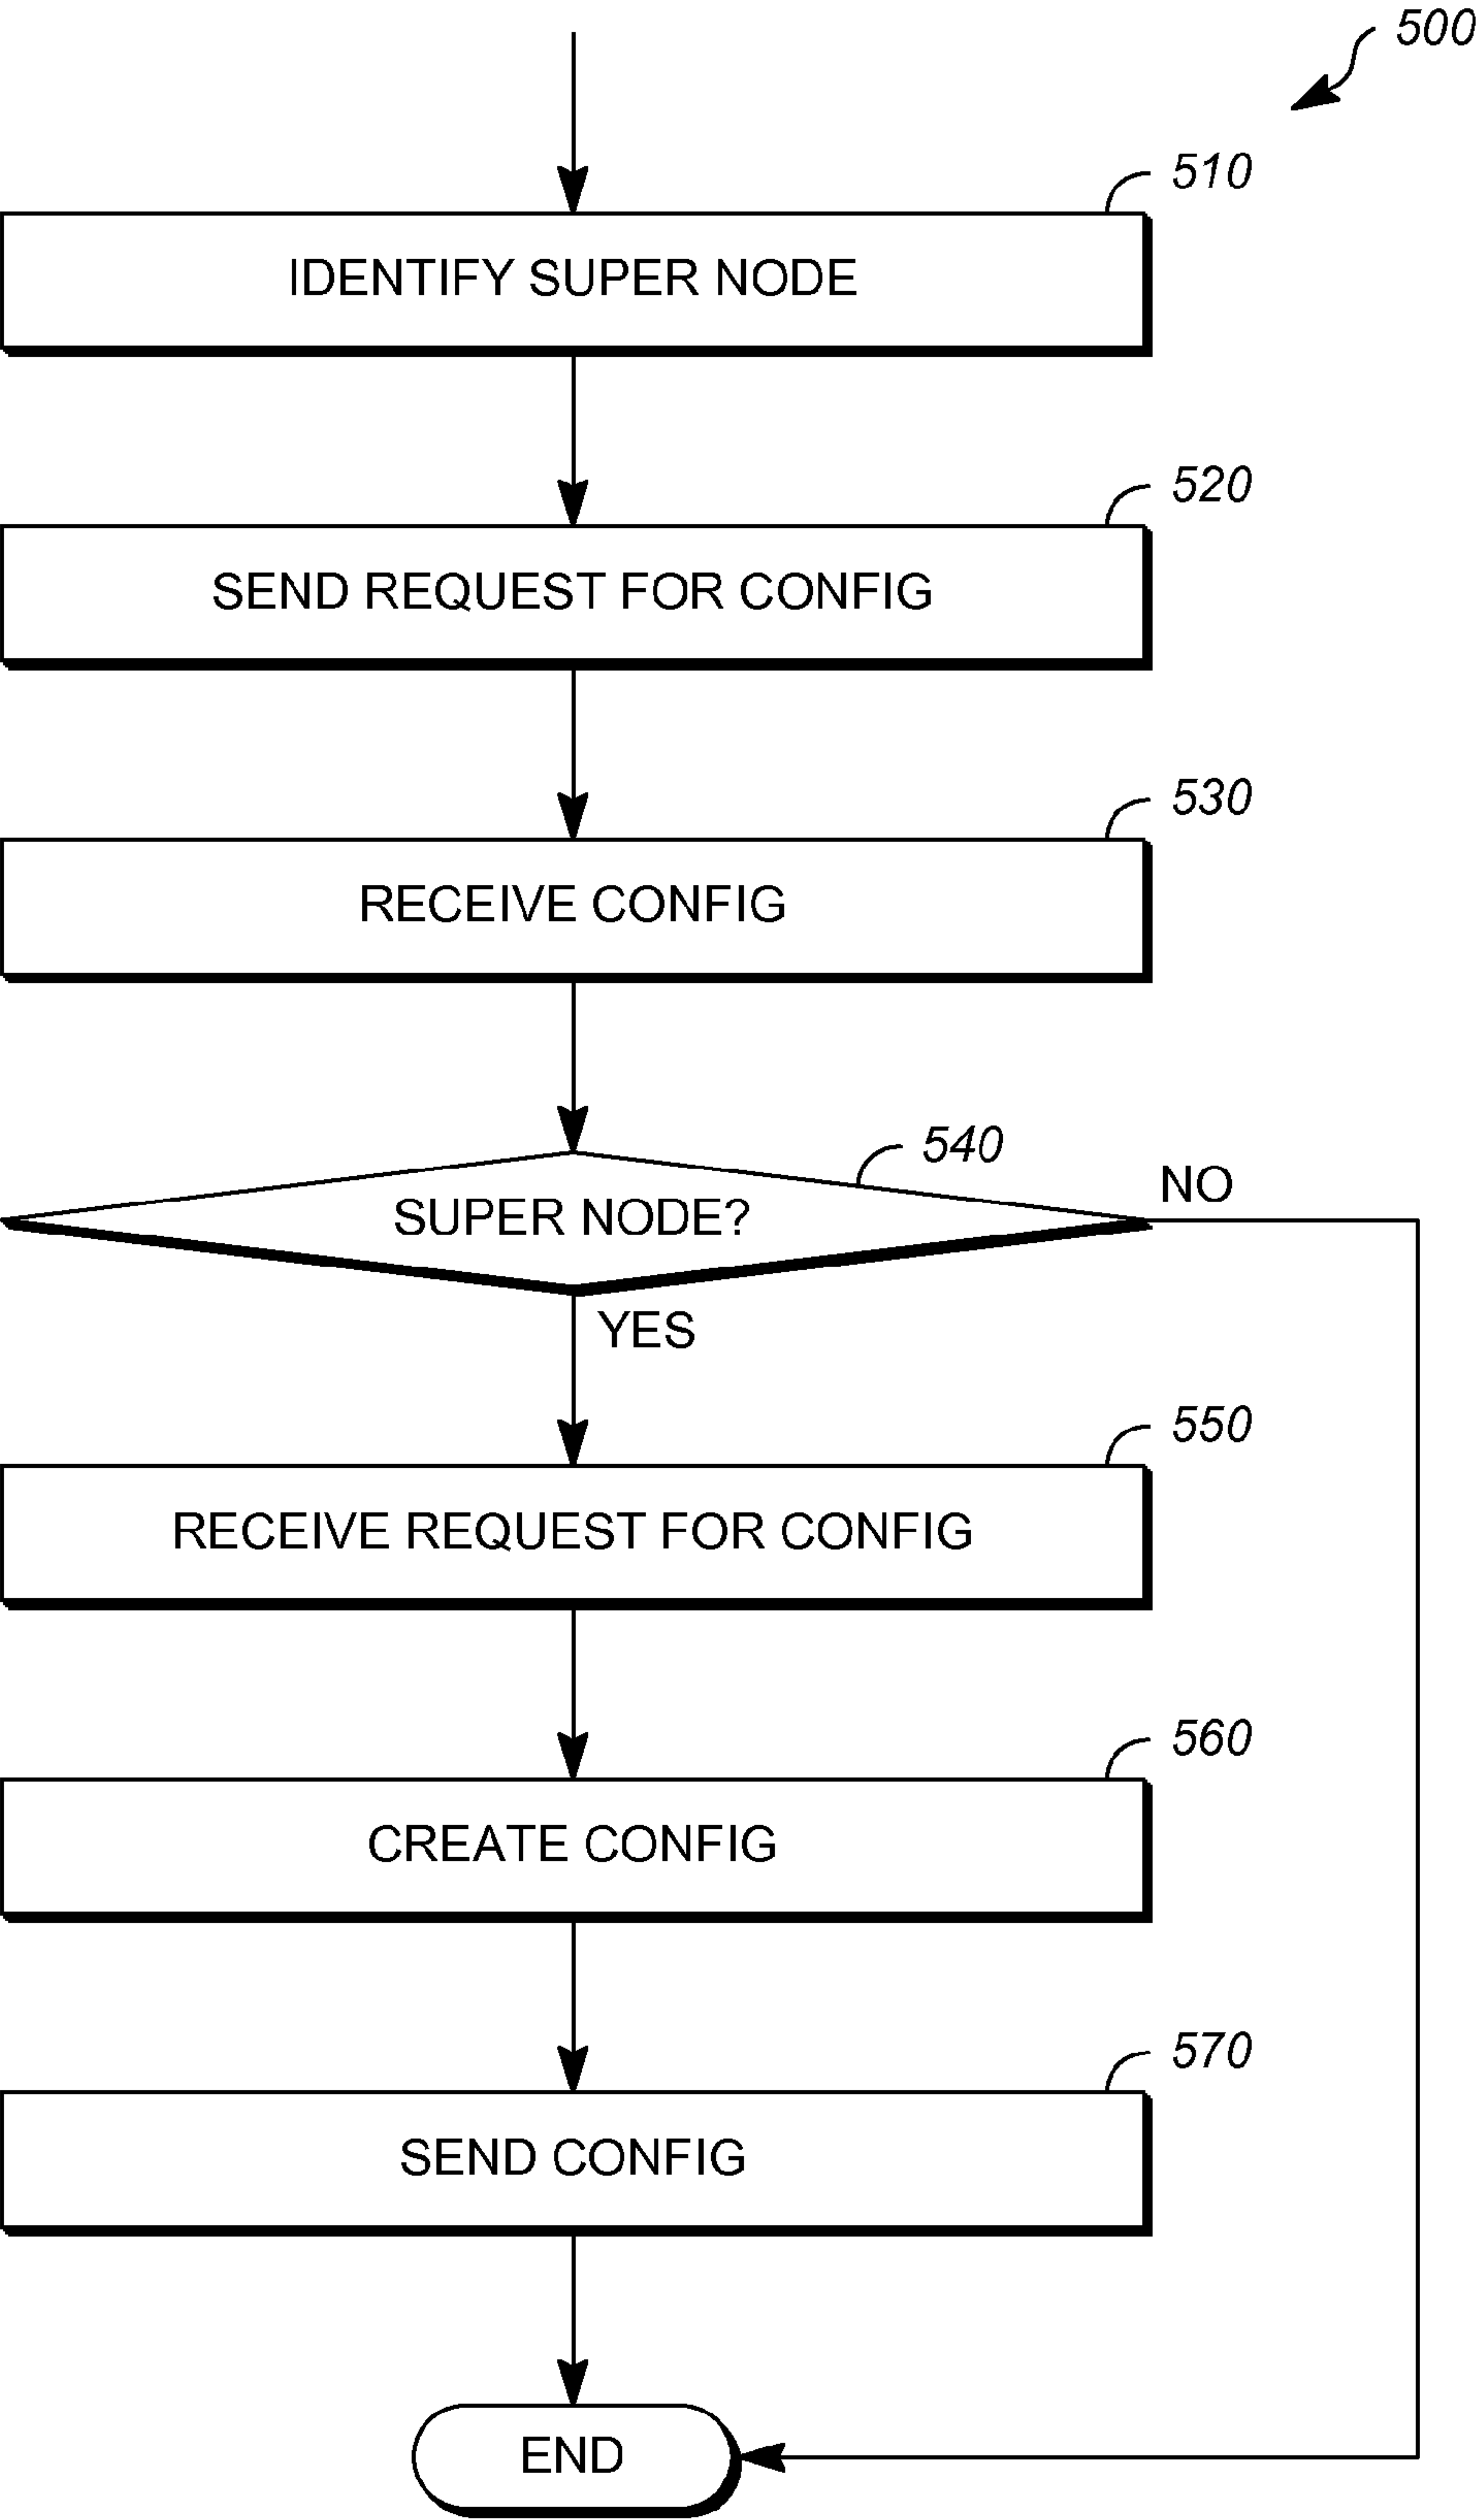 500
510
IDENTIFY SUPER NODE
520
SEND REQUEST FOR CONFIG
530
RECEIVE CONFIG
540
NO
SUPER NODE?
YES
550
RECEIVE REQUEST FOR CONFIG
560
CREATE CONFIG
570
SEND CONFIG
END